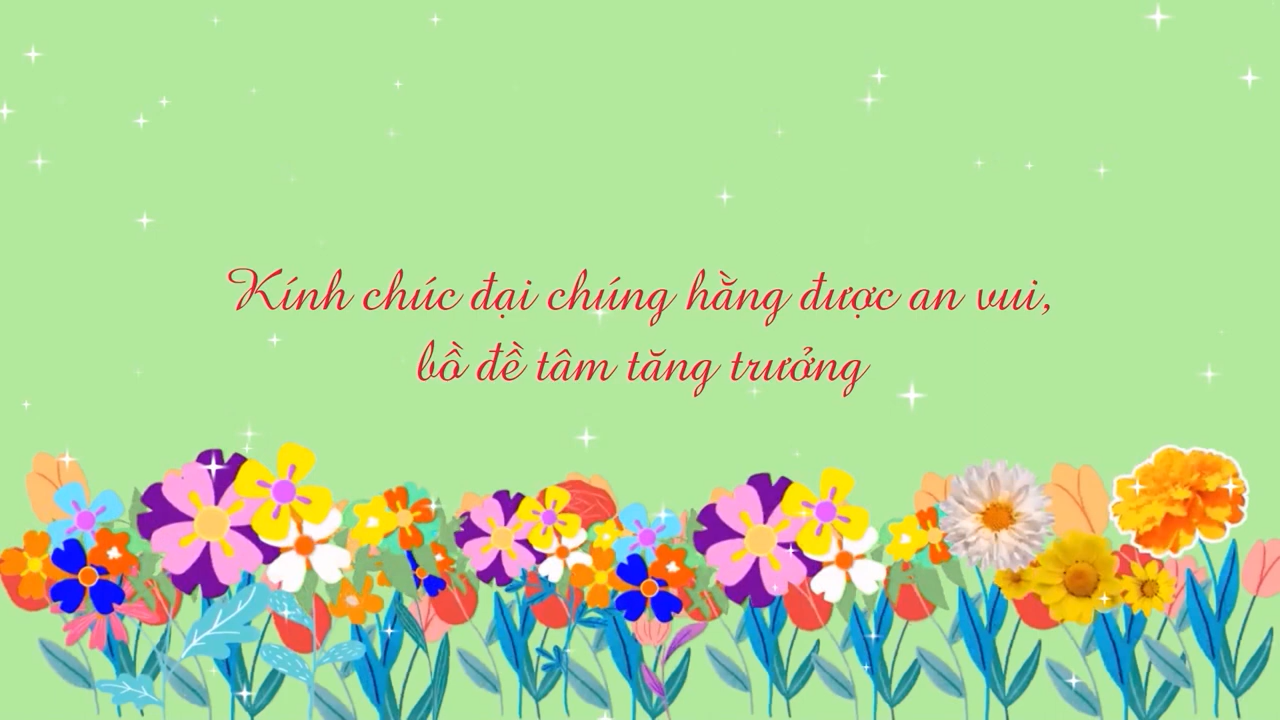 Kính chúc đại chúng hằng được an vui,
bồ đề tâm tăng trưởng